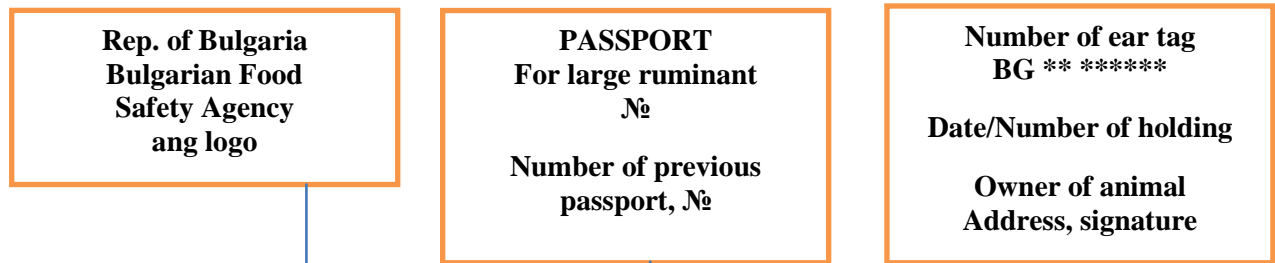 Rep. of Bulgaria
Bulgarian Food
Safety Agency
ang logo
PASSPORT
For large ruminant
№
Number of previous
passport, №
Number of ear tag
BG ** ******
Date/Number of holding
Owner of animal
Address, signature